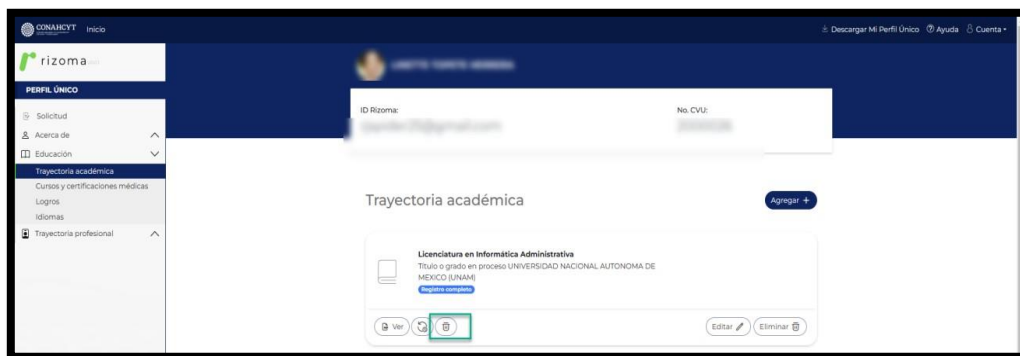 CONAHCYT Inicio
Descargar Mi Perfil Único Ayuda Cuenta
rizoma
PERFIL ÚNICO
Solicitud
Acerca de
Educación
Trayectoria académica
Cursos y certificaciones médicas
Logros
Idiomas
Trayectoria profesional
ID Rizoma: No. CVU:
Trayectoria académica Agregar +
Licenciatura en Informática Administrativa
Titulo o grado en proceso UNIVERSIDAD NACIONAL AUTONOMA DE
MEXICO (UNAM)
Registro completo
Ver Editar Eliminar